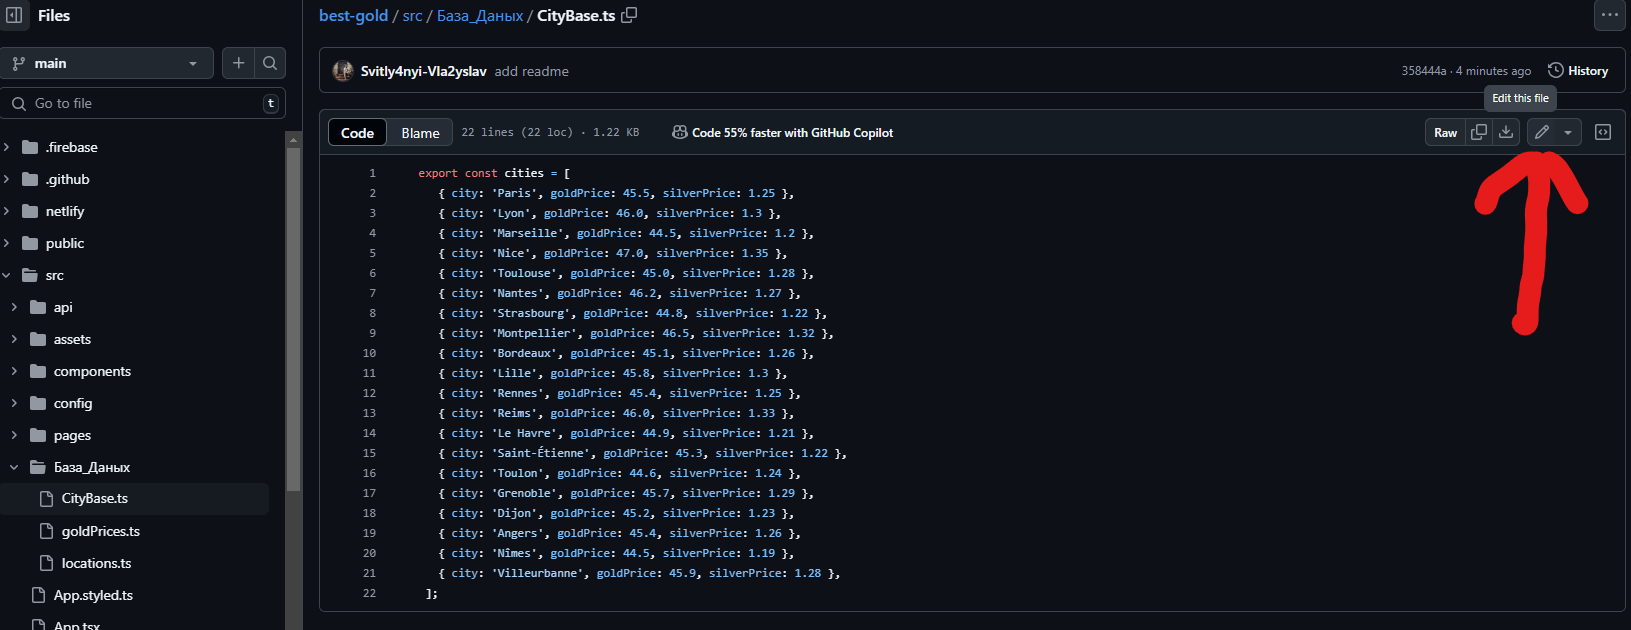 Files
best-gold / src / База_Даных / CityBase.ts
main
Svitly4nyi-Vla2yslav add readme
358444a · 4 minutes ago
History
Go to file
t
Edit this file
Code
Blame
22 lines (22 loc) · 1.22 KB
Code 55% faster with GitHub Copilot
Raw
.firebase
.github
netlify
public
src
api
assets
components
config
pages
База_Даных
CityBase.ts
goldPrices.ts
locations.ts
App.styled.ts
App.tsx
1 export const cities = [
2 { city: 'Paris', goldPrice: 45.5, silverPrice: 1.25 },
3 { city: 'Lyon', goldPrice: 46.0, silverPrice: 1.3 },
4 { city: 'Marseille', goldPrice: 44.5, silverPrice: 1.2 },
5 { city: 'Nice', goldPrice: 47.0, silverPrice: 1.35 },
6 { city: 'Toulouse', goldPrice: 45.0, silverPrice: 1.28 },
7 { city: 'Nantes', goldPrice: 46.2, silverPrice: 1.27 },
8 { city: 'Strasbourg', goldPrice: 44.8, silverPrice: 1.22 },
9 { city: 'Montpellier', goldPrice: 46.5, silverPrice: 1.32 },
10 { city: 'Bordeaux', goldPrice: 45.1, silverPrice: 1.26 },
11 { city: 'Lille', goldPrice: 45.8, silverPrice: 1.3 },
12 { city: 'Rennes', goldPrice: 45.4, silverPrice: 1.25 },
13 { city: 'Reims', goldPrice: 46.0, silverPrice: 1.33 },
14 { city: 'Le Havre', goldPrice: 44.9, silverPrice: 1.21 },
15 { city: 'Saint-Étienne', goldPrice: 45.3, silverPrice: 1.22 },
16 { city: 'Toulon', goldPrice: 44.6, silverPrice: 1.24 },
17 { city: 'Grenoble', goldPrice: 45.7, silverPrice: 1.29 },
18 { city: 'Dijon', goldPrice: 45.2, silverPrice: 1.23 },
19 { city: 'Angers', goldPrice: 45.4, silverPrice: 1.26 },
20 { city: 'Nîmes', goldPrice: 44.5, silverPrice: 1.19 },
21 { city: 'Villeurbanne', goldPrice: 45.9, silverPrice: 1.28 },
22 ];